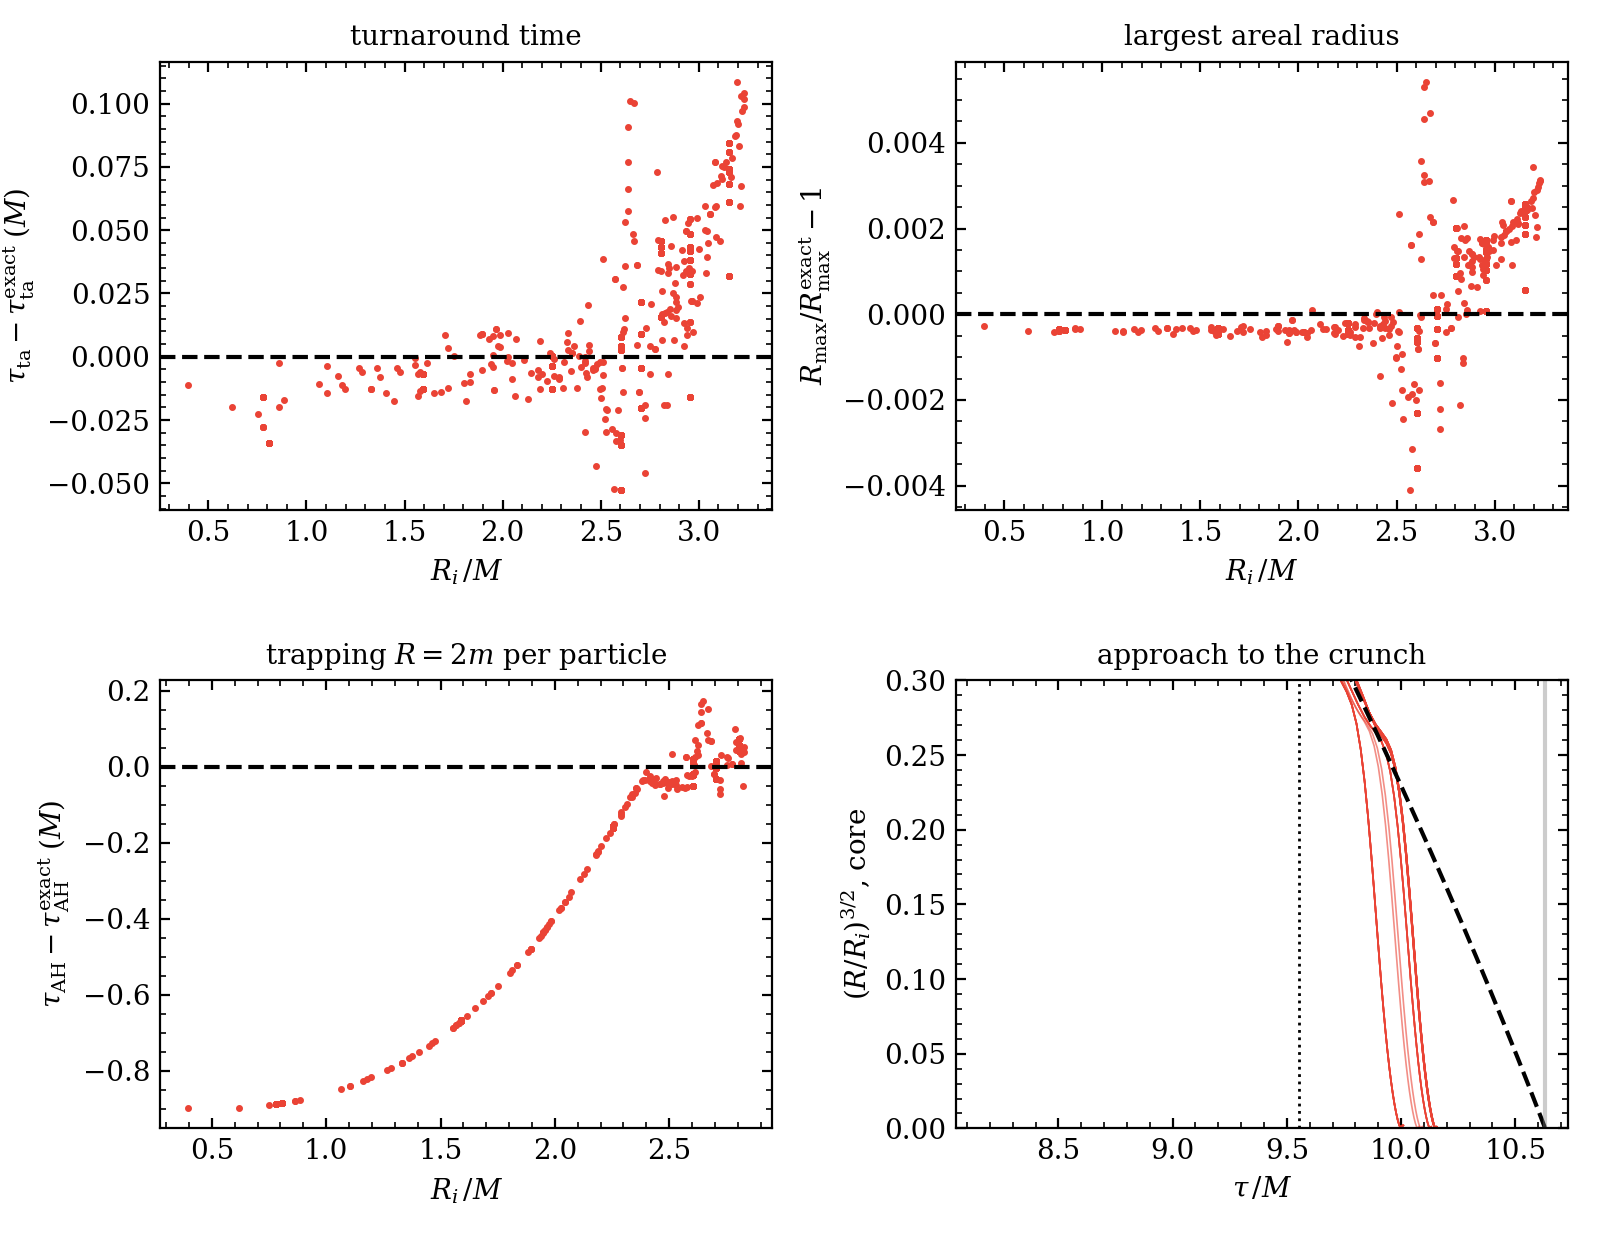 turnaround time
largest areal radius
0.100
0.075
0.050
0.025
0.000
−0.025
−0.050
τ_ta − τ_ta^exact (M)
0.5 1.0 1.5 2.0 2.5 3.0
R_i/M
0.004
0.002
0.000
−0.002
−0.004
R_max/R_max^exact − 1
0.5 1.0 1.5 2.0 2.5 3.0
R_i/M
trapping R = 2m per particle
approach to the crunch
0.2
0.0
−0.2
−0.4
−0.6
−0.8
τ_AH − τ_AH^exact (M)
0.5 1.0 1.5 2.0 2.5
R_i/M
0.30
0.25
0.20
0.15
0.10
0.05
0.00
(R/R_i)^3/2, core
8.5 9.0 9.5 10.0 10.5
τ/M